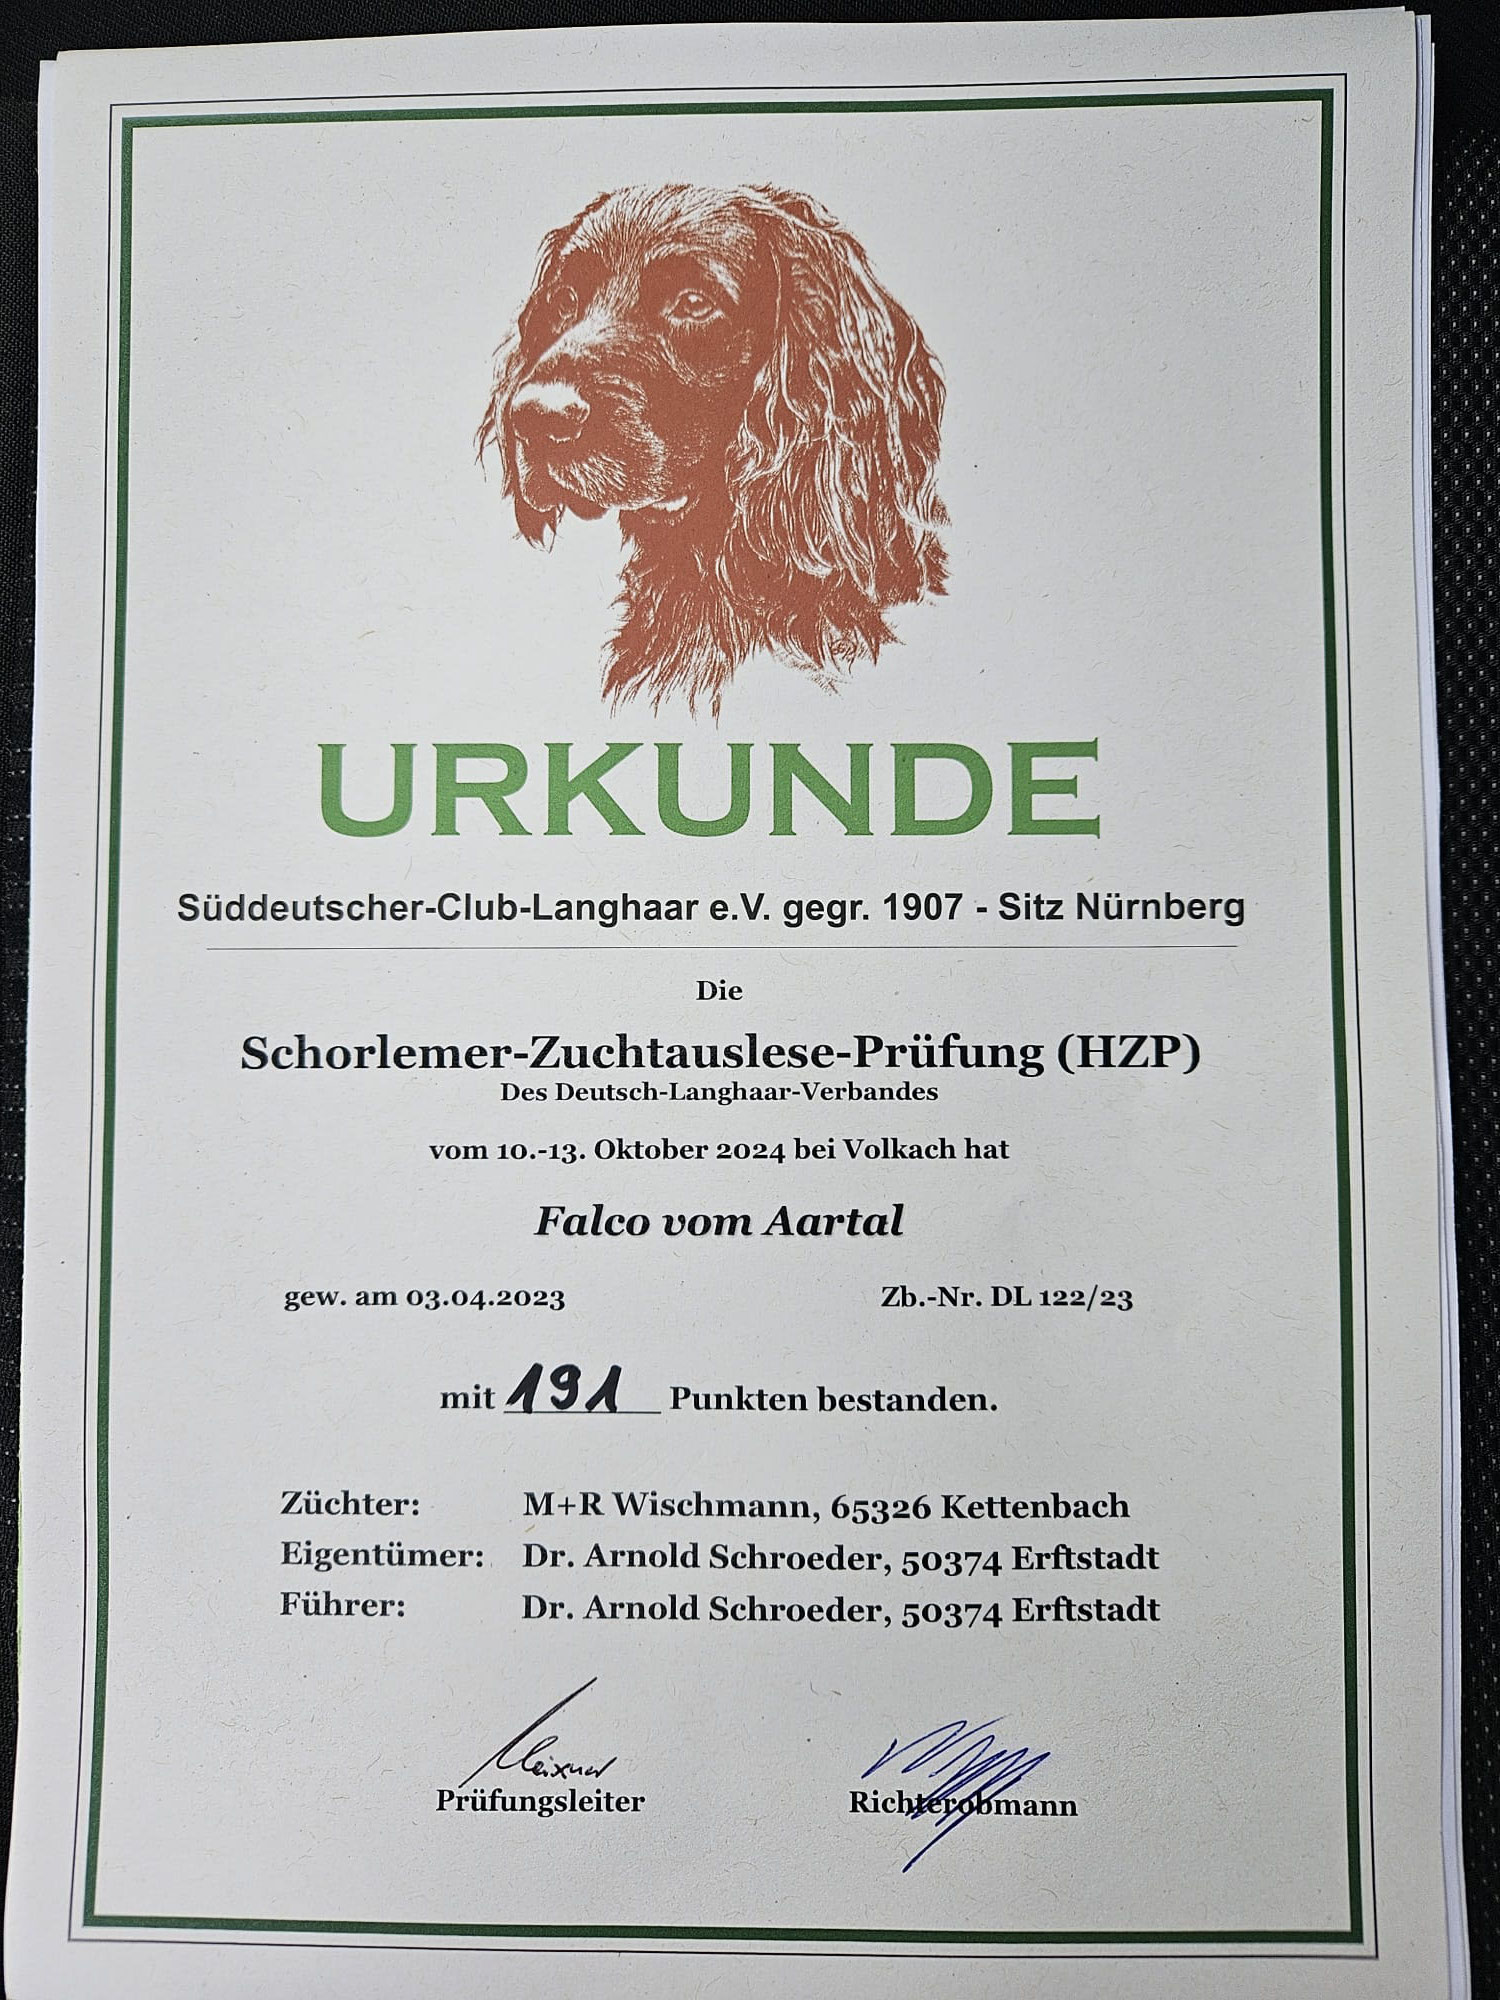 URKUNDE
Süddeutscher-Club-Langhaar e.V. gegr. 1907 - Sitz Nürnberg
Die
Schorlemer-Zuchtauslese-Prüfung (HZP)
Des Deutsch-Langhaar-Verbandes
vom 10.-13. Oktober 2024 bei Volkach hat
Falco vom Aartal
gew. am 03.04.2023 Zb.-Nr. DL 122/23
mit 191 Punkten bestanden.
Züchter: M+R Wischmann, 65326 Kettenbach
Eigentümer: Dr. Arnold Schroeder, 50374 Erftstadt
Führer: Dr. Arnold Schroeder, 50374 Erftstadt
Prüfungsleiter Richterobmann